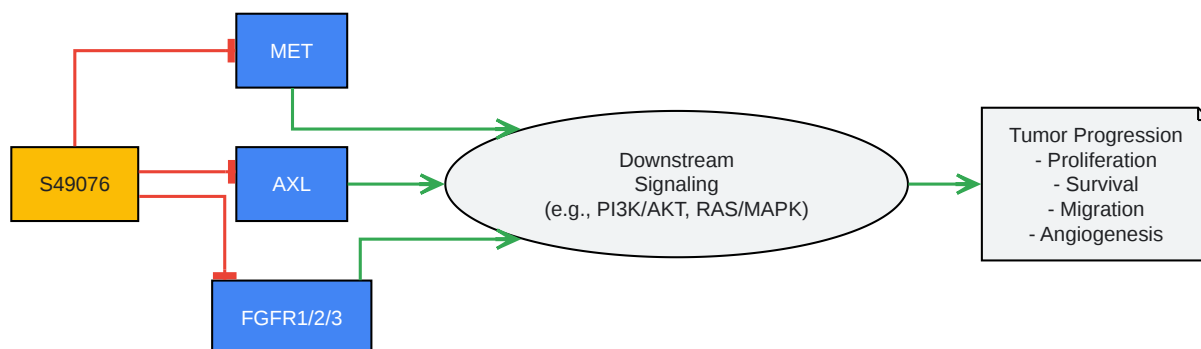 MET
S49076
AXL
FGFR1/2/3
Downstream
Signaling
(e.g., PI3K/AKT, RAS/MAPK)
Tumor Progression
- Proliferation
- Survival
- Migration
- Angiogenesis